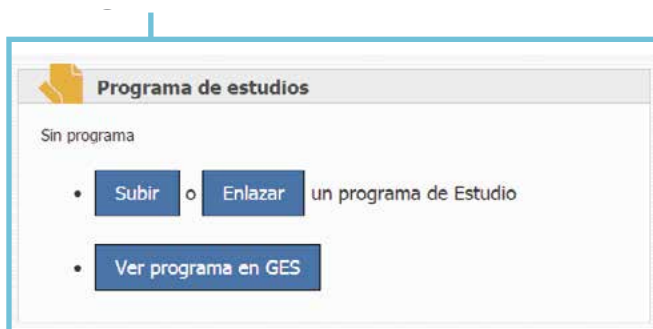 Programa de estudios
Sin programa
• Subir o Enlazar un programa de Estudio
• Ver programa en GES